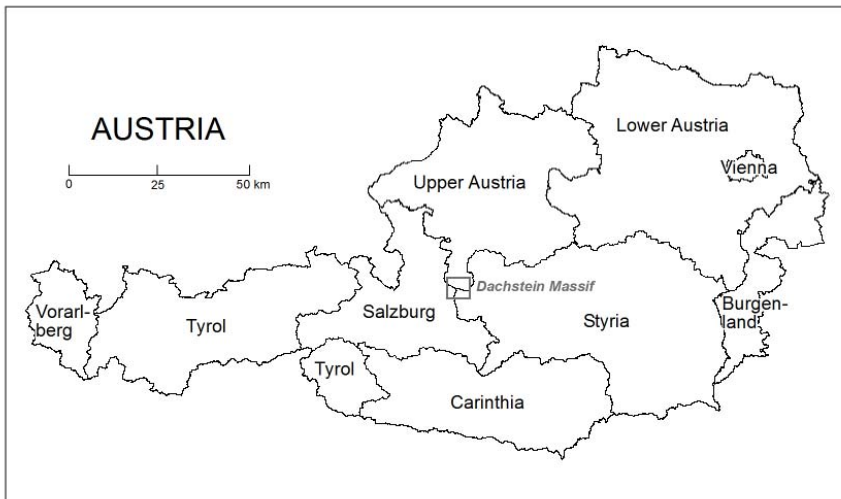 AUSTRIA
0 25 50 km
Lower Austria
Vienna
Upper Austria
Dachstein Massif
Vorarl-
berg
Tyrol
Salzburg
Styria
Burgen-
land
Tyrol
Carinthia